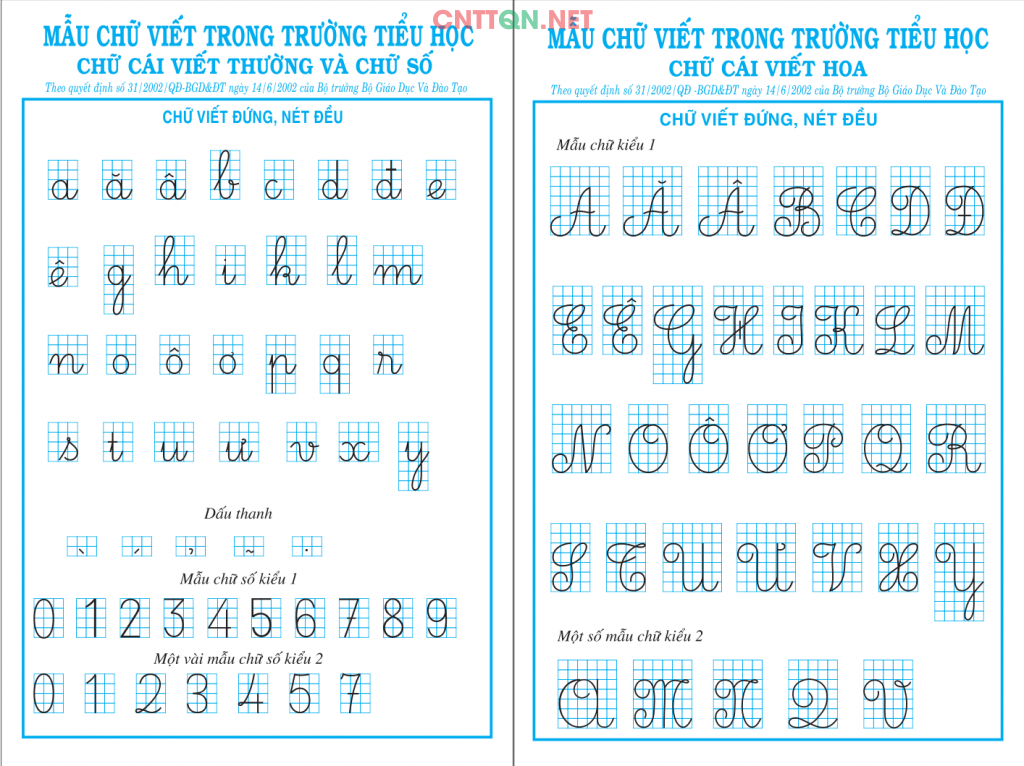 CNTTQN.NET
MẪU CHỮ VIẾT TRONG TRƯỜNG TIỂU HỌC
CHỮ CÁI VIẾT THƯỜNG VÀ CHỮ SỐ
Theo quyết định số 31/2002/QĐ-BGD&ĐT ngày 14/6/2002 của Bộ trưởng Bộ Giáo Dục Và Đào Tạo
CHỮ VIẾT ĐỨNG, NÉT ĐỀU
a ă â b c d đ e
ê g h i k l m
n o ô ơ p q r
s t u ư v x y
Dấu thanh
̀ ́ ̉ ̃ ̣
Mẫu chữ số kiểu 1
0 1 2 3 4 5 6 7 8 9
Một vài mẫu chữ số kiểu 2
0 1 2 3 4 5 7
MẪU CHỮ VIẾT TRONG TRƯỜNG TIỂU HỌC
CHỮ CÁI VIẾT HOA
Theo quyết định số 31/2002/QĐ -BGD&ĐT ngày 14/6/2002 của Bộ trưởng Bộ Giáo Dục Và Đào Tạo
CHỮ VIẾT ĐỨNG, NÉT ĐỀU
Mẫu chữ kiểu 1
A Ă Â B C D Đ
E Ê G H I K L M
N O Ô Ơ P Q R
S T U Ư V X Y
Một số mẫu chữ kiểu 2
A M N Q V